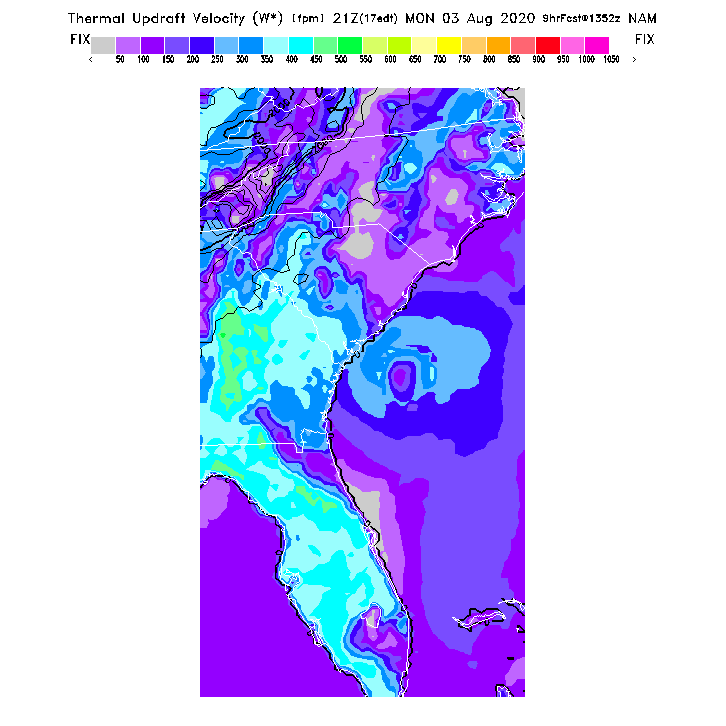 Thermal Updraft Velocity (W*) [fpm] 21Z(17edt) MON 03 Aug 2020 9hrFcst@1352z NAM
FIX FIX
< 50 100 150 200 250 300 350 400 450 500 550 600 650 700 750 800 850 900 950 1000 1050 >